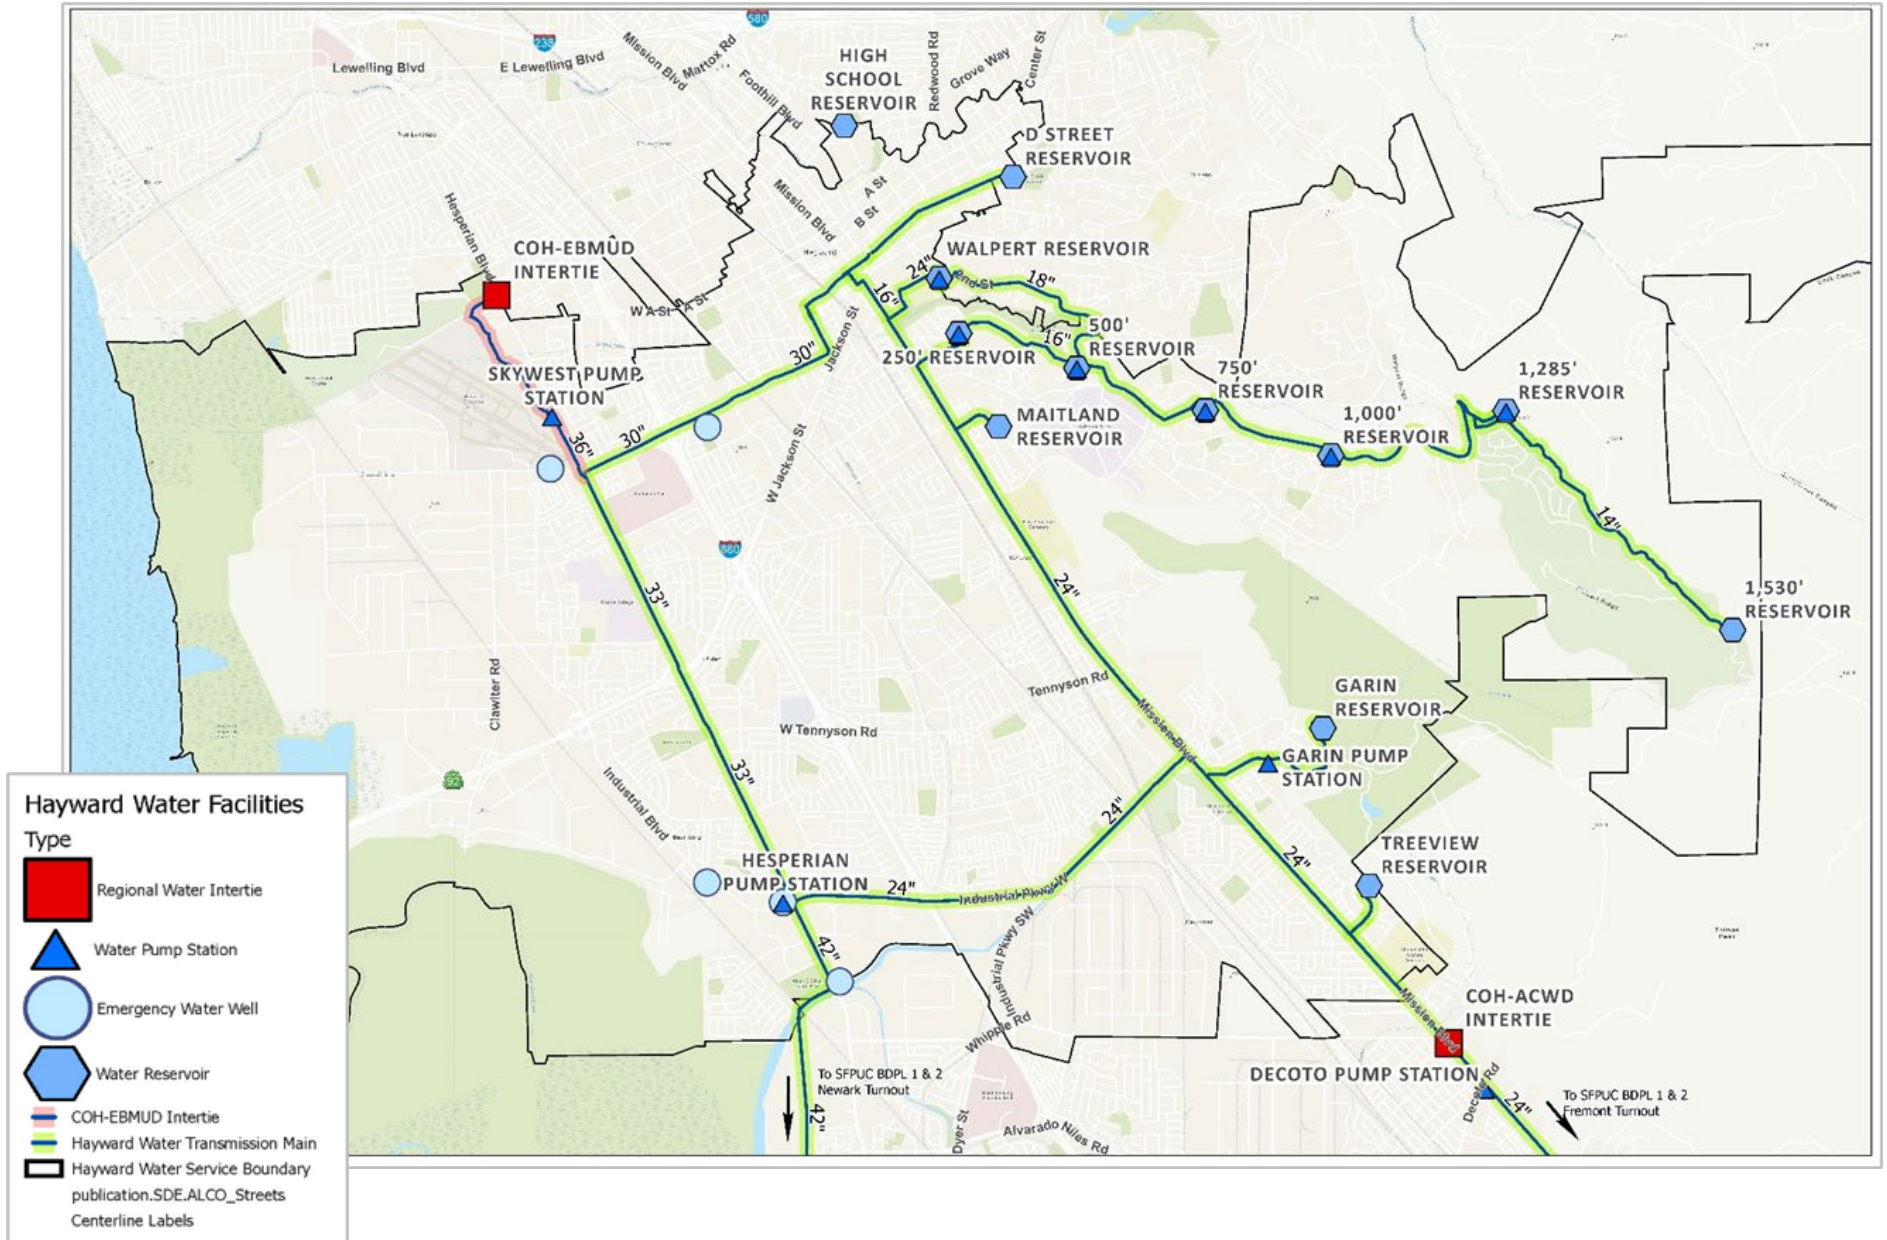 580
238
Lewelling Blvd
E Lewelling Blvd
Mission Blvd
Mattox Rd
Foothill Blvd
Redwood Rd
Grove Way
Center St
HIGH
SCHOOL
RESERVOIR
D STREET
RESERVOIR
A St
B St
Mission Blvd
Hayward
Hesperian Blvd
COH-EBMUD
INTERTIE
WALPERT RESERVOIR
24"
2nd St
18"
16"
W A St
A St
Jackson St
500'
RESERVOIR
16"
250' RESERVOIR
30"
SKYWEST PUMP
STATION
750'
RESERVOIR
1,285'
RESERVOIR
MAITLAND
RESERVOIR
1,000'
RESERVOIR
30"
36"
W Jackson St
14"
880
33"
24"
1,530'
RESERVOIR
Clawiter Rd
Tennyson Rd
GARIN
RESERVOIR
W Tennyson Rd
Mission Blvd
GARIN PUMP
STATION
92
33"
Industrial Blvd
24"
TREEVIEW
RESERVOIR
24"
HESPERIAN
PUMP STATION
24"
Industrial Pkwy W
42"
Industrial Pkwy SW
Whipple Rd
Mission Blvd
COH-ACWD
INTERTIE
DECOTO PUMP STATION
Decoto Rd
24"
To SFPUC BDPL 1 & 2
Newark Turnout
To SFPUC BDPL 1 & 2
Fremont Turnout
42"
Dyer St
Alvarado Niles Rd
Hayward Water Facilities
Type
Regional Water Intertie
Water Pump Station
Emergency Water Well
Water Reservoir
COH-EBMUD Intertie
Hayward Water Transmission Main
Hayward Water Service Boundary
publication.SDE.ALCO_Streets
Centerline Labels